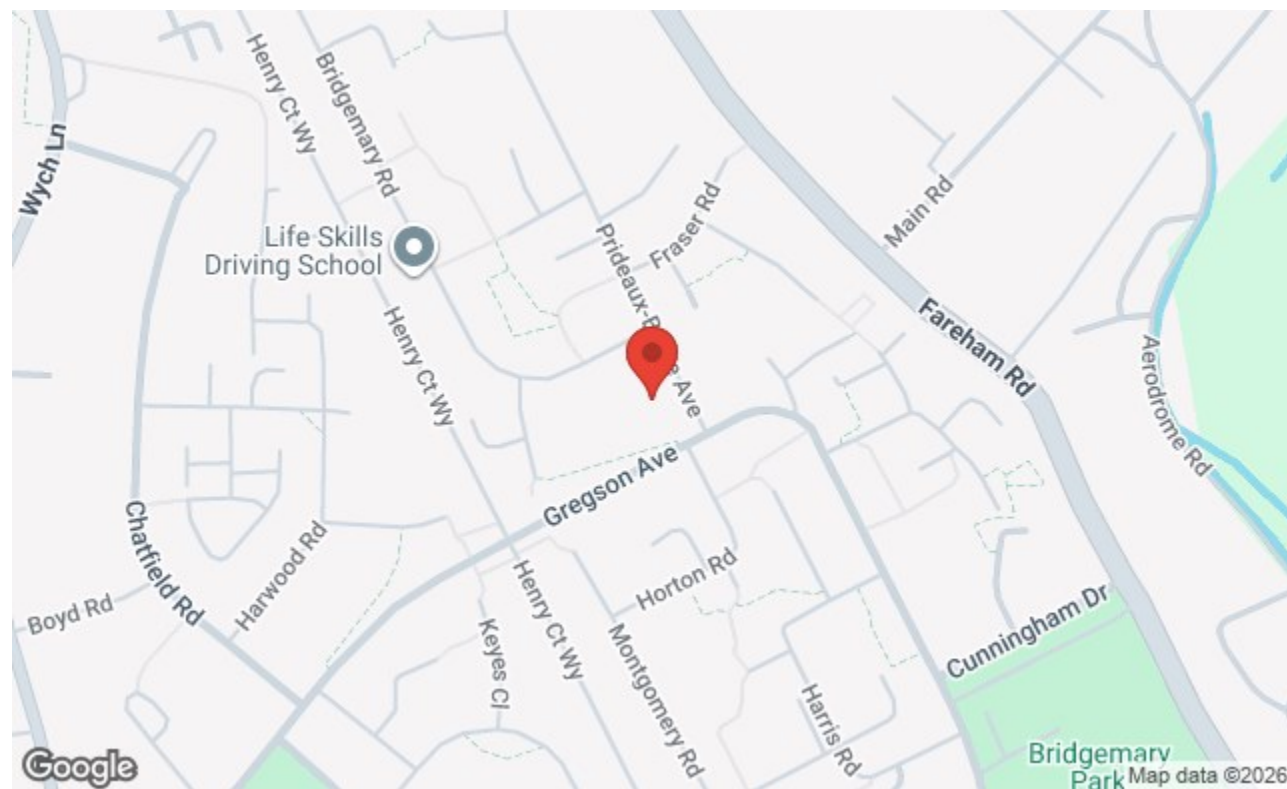 Henry Ct Wy
Bridgemary Rd
Wych Ln
Life Skills
Driving School
Prideaux-B
e Ave
Fraser Rd
Main Rd
Fareham Rd
Aerodrome Rd
Henry Ct Wy
Gregson Ave
Chatfield Rd
Harwood Rd
Boyd Rd
Horton Rd
Keyes Cl
Henry Ct Wy
Montgomery Rd
Harris Rd
Cunningham Dr
Bridgemary
Park
Google
Map data ©2026